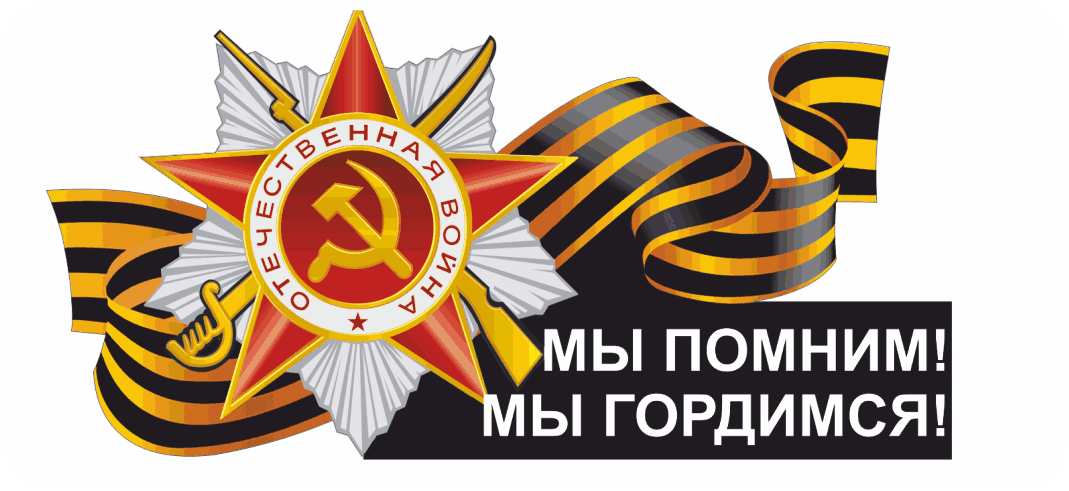 ОТЕЧЕСТВЕННАЯ ВОЙНА
МЫ ПОМНИМ!
МЫ ГОРДИМСЯ!